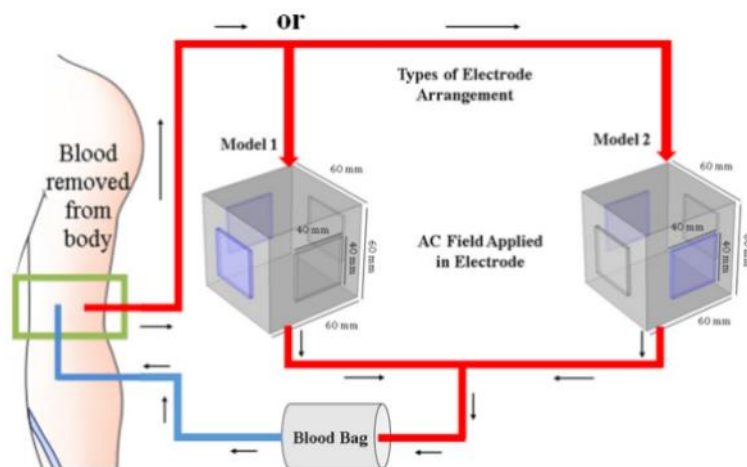 or
Types of Electrode
Arrangement
Blood
removed
from
body
Model 1
60 mm
40 mm
40 mm
60 mm
60 mm
AC Field Applied
in Electrode
Model 2
60 mm
40 mm
40 mm
60 mm
60 mm
Blood Bag